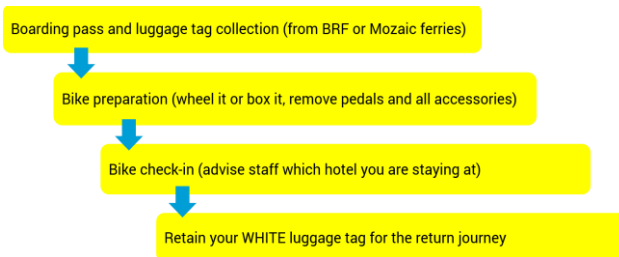 Boarding pass and luggage tag collection (from BRF or Mozaic ferries)
Bike preparation (wheel it or box it, remove pedals and all accessories)
Bike check-in (advise staff which hotel you are staying at)
Retain your WHITE luggage tag for the return journey